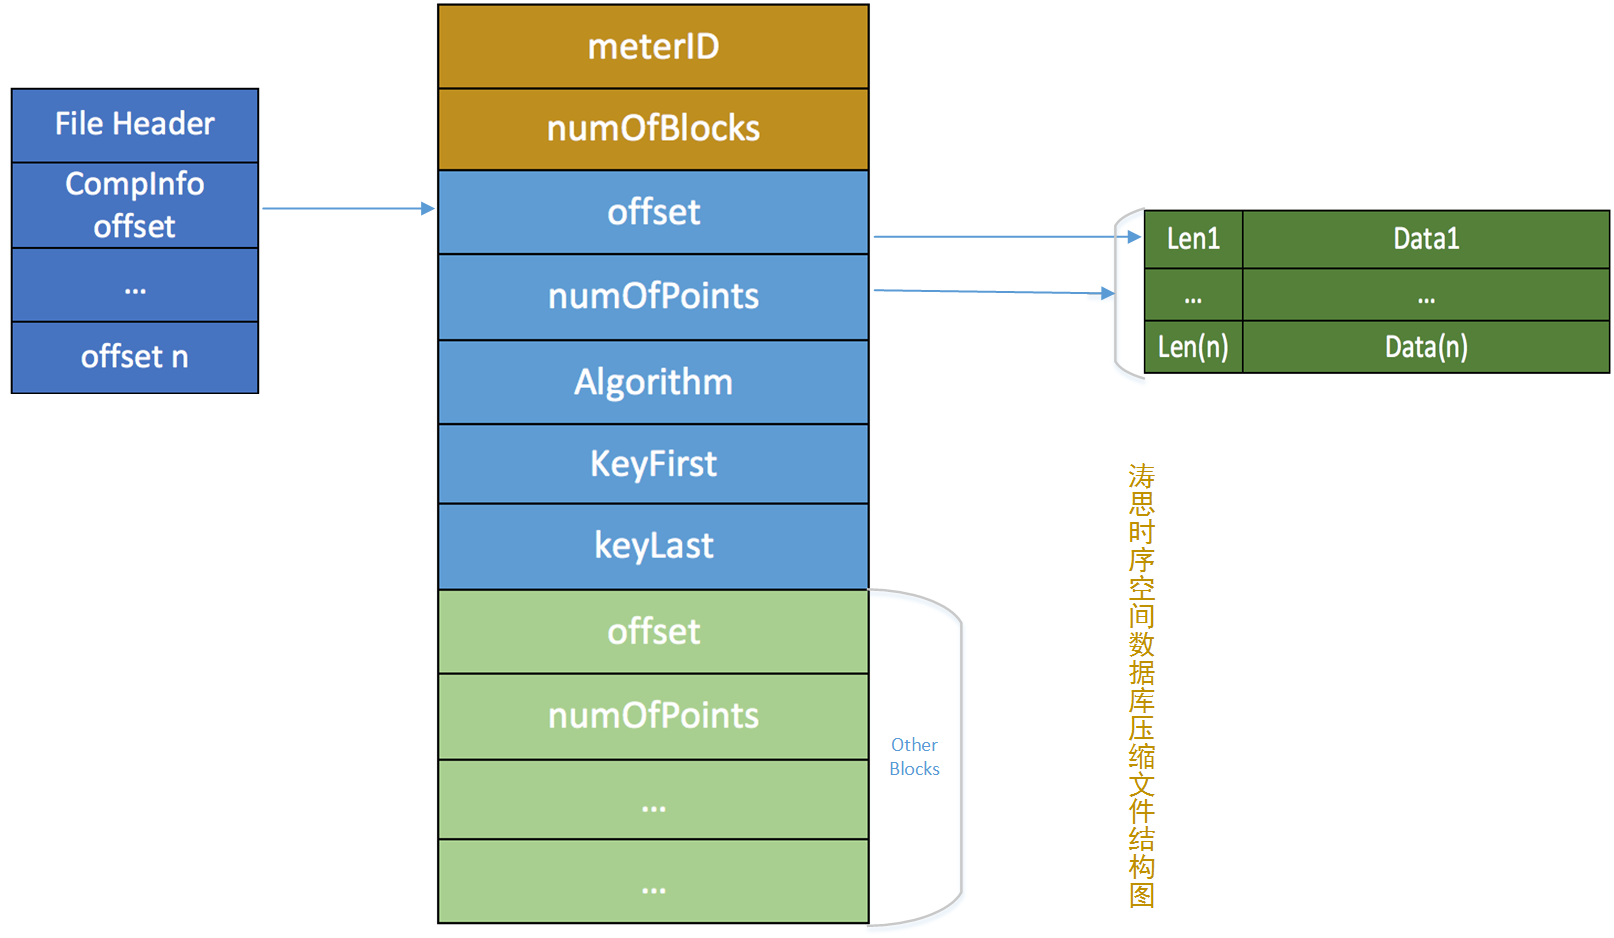 File Header
CompInfo
offset
...
offset n
meterID
numOfBlocks
offset
numOfPoints
Algorithm
KeyFirst
keyLast
offset
numOfPoints
...
...
Other
Blocks
Len1 Data1
... ...
Len(n) Data(n)
涛思时序空间数据库压缩文件结构图